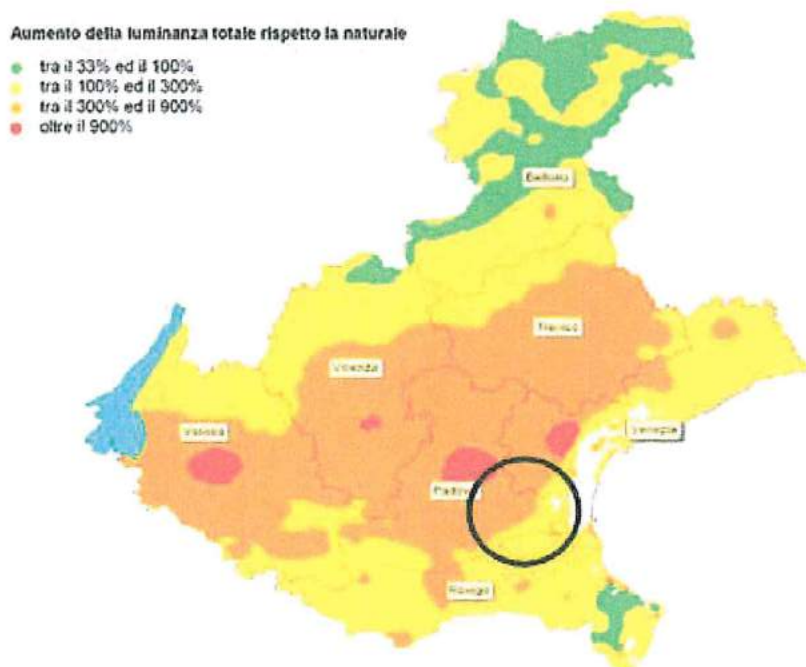 Aumento della luminanza totale rispetto la naturale
tra il 33% ed il 100%
tra il 100% ed il 300%
tra il 300% ed il 900%
oltre il 900%
Belluno
Treviso
Vicenza
Verona
Venezia
Padova
Rovigo